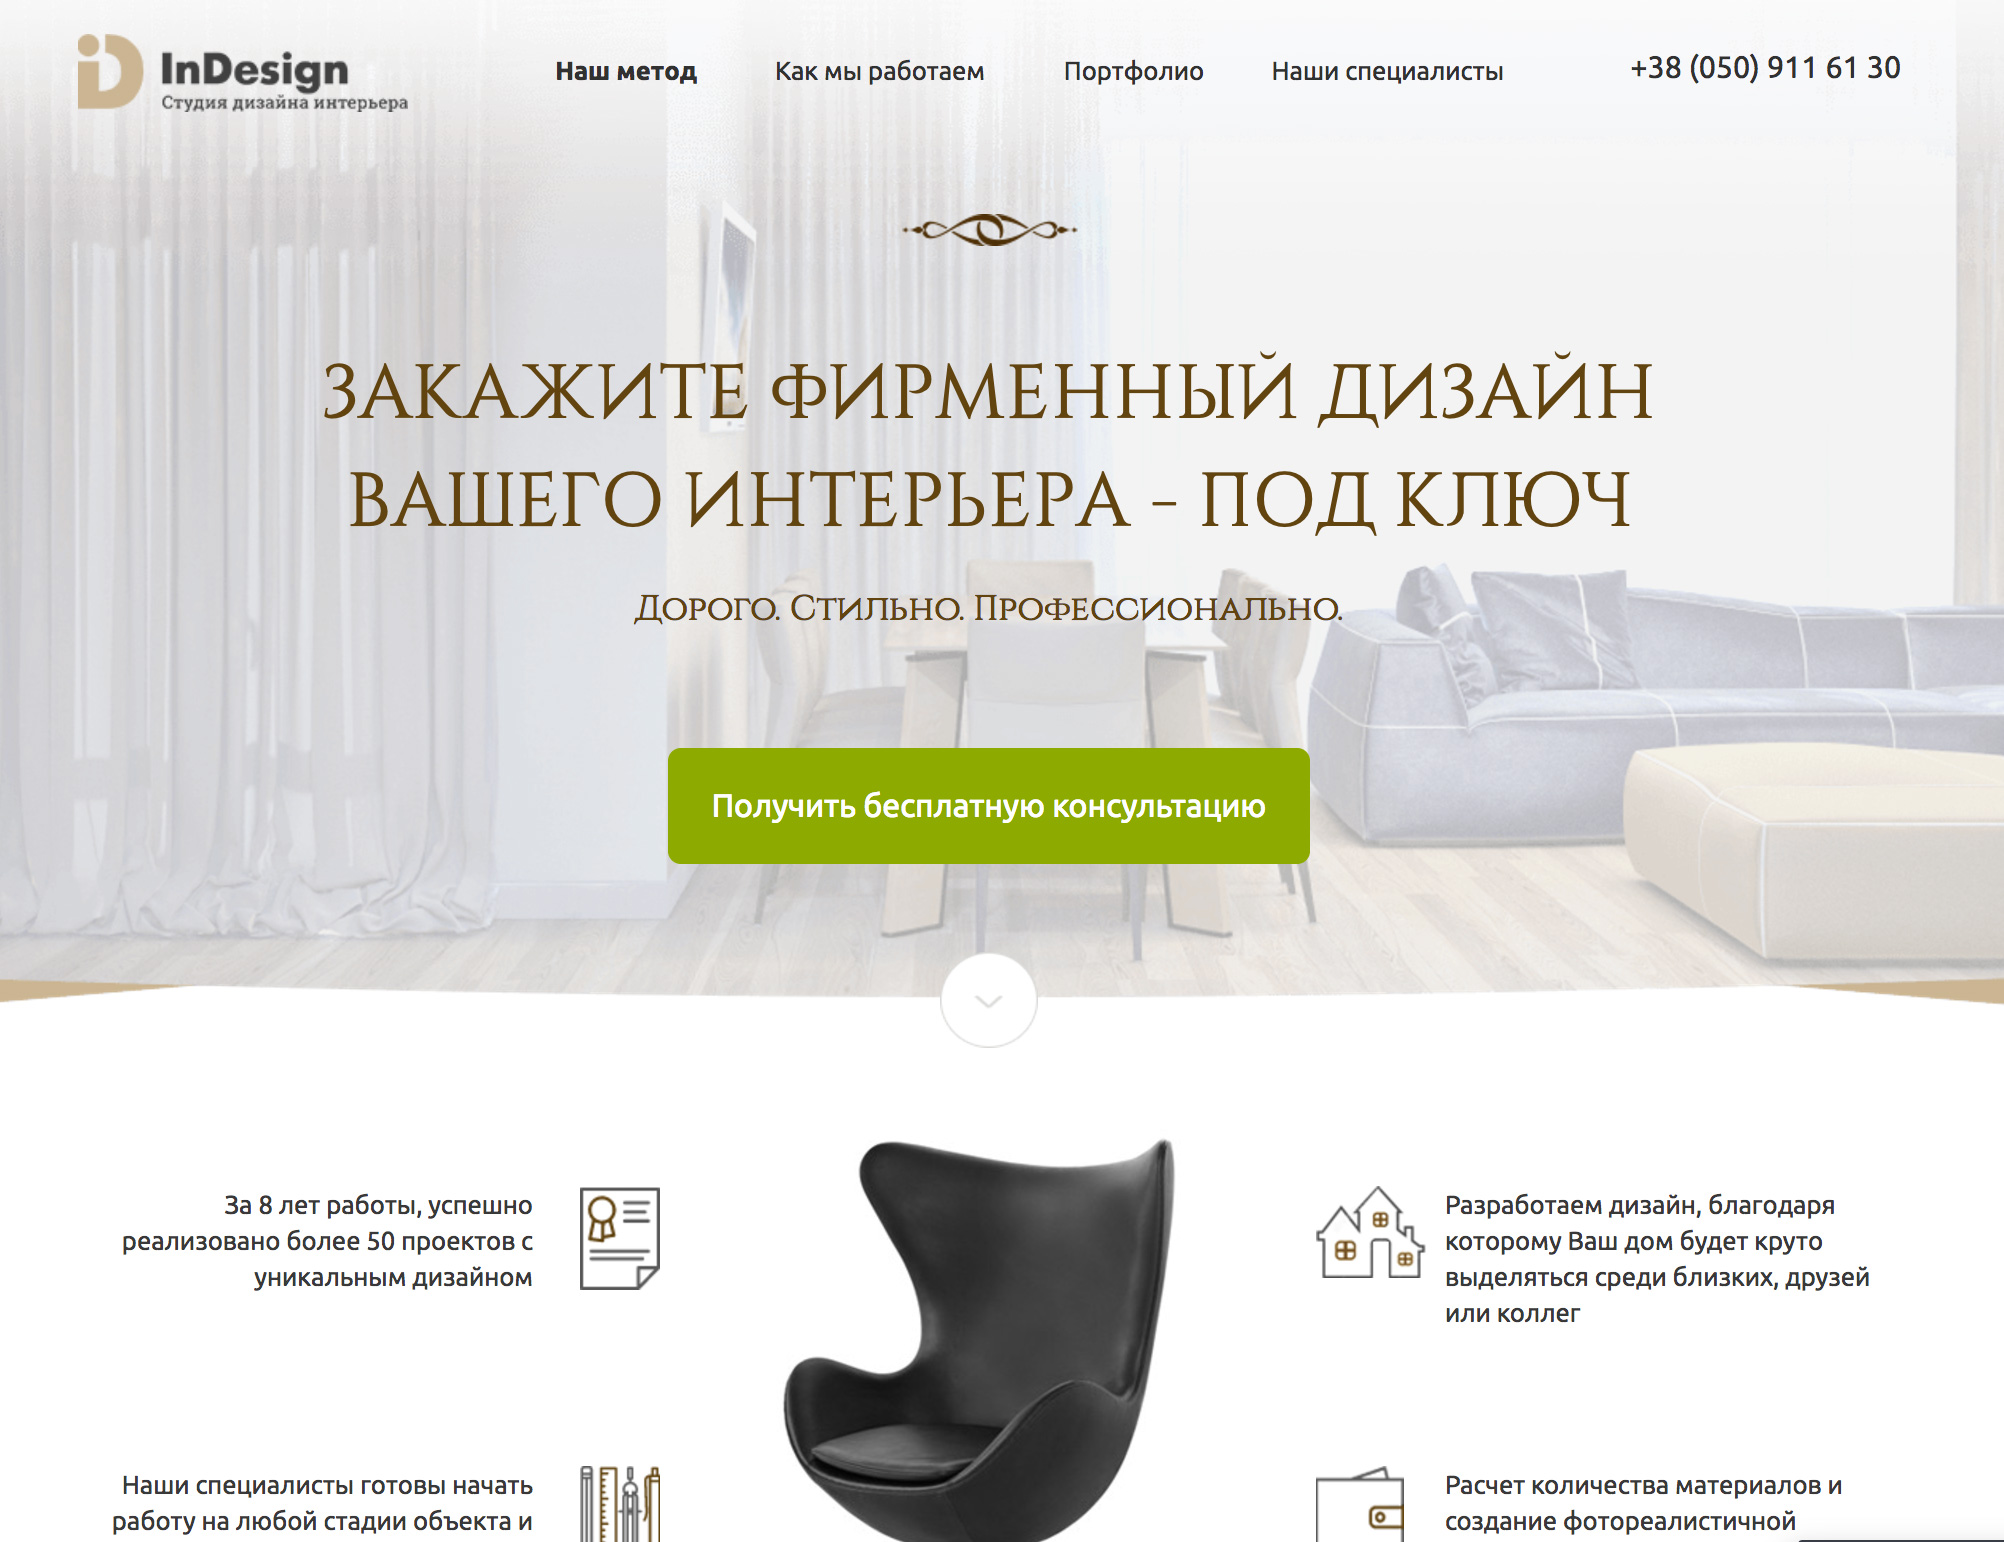 InDesign
Студия дизайна интерьера
Наш метод
Как мы работаем
Портфолио
Наши специалисты
+38 (050) 911 61 30
ЗАКАЖИТЕ ФИРМЕННЫЙ ДИЗАЙН
ВАШЕГО ИНТЕРЬЕРА - ПОД КЛЮЧ
Дорого. Стильно. Профессионально.
Получить бесплатную консультацию
За 8 лет работы, успешно
реализовано более 50 проектов с
уникальным дизайном
Разработаем дизайн, благодаря
которому Ваш дом будет круто
выделяться среди близких, друзей
или коллег
Наши специалисты готовы начать
работу на любой стадии объекта и
Расчет количества материалов и
создание фотореалистичной